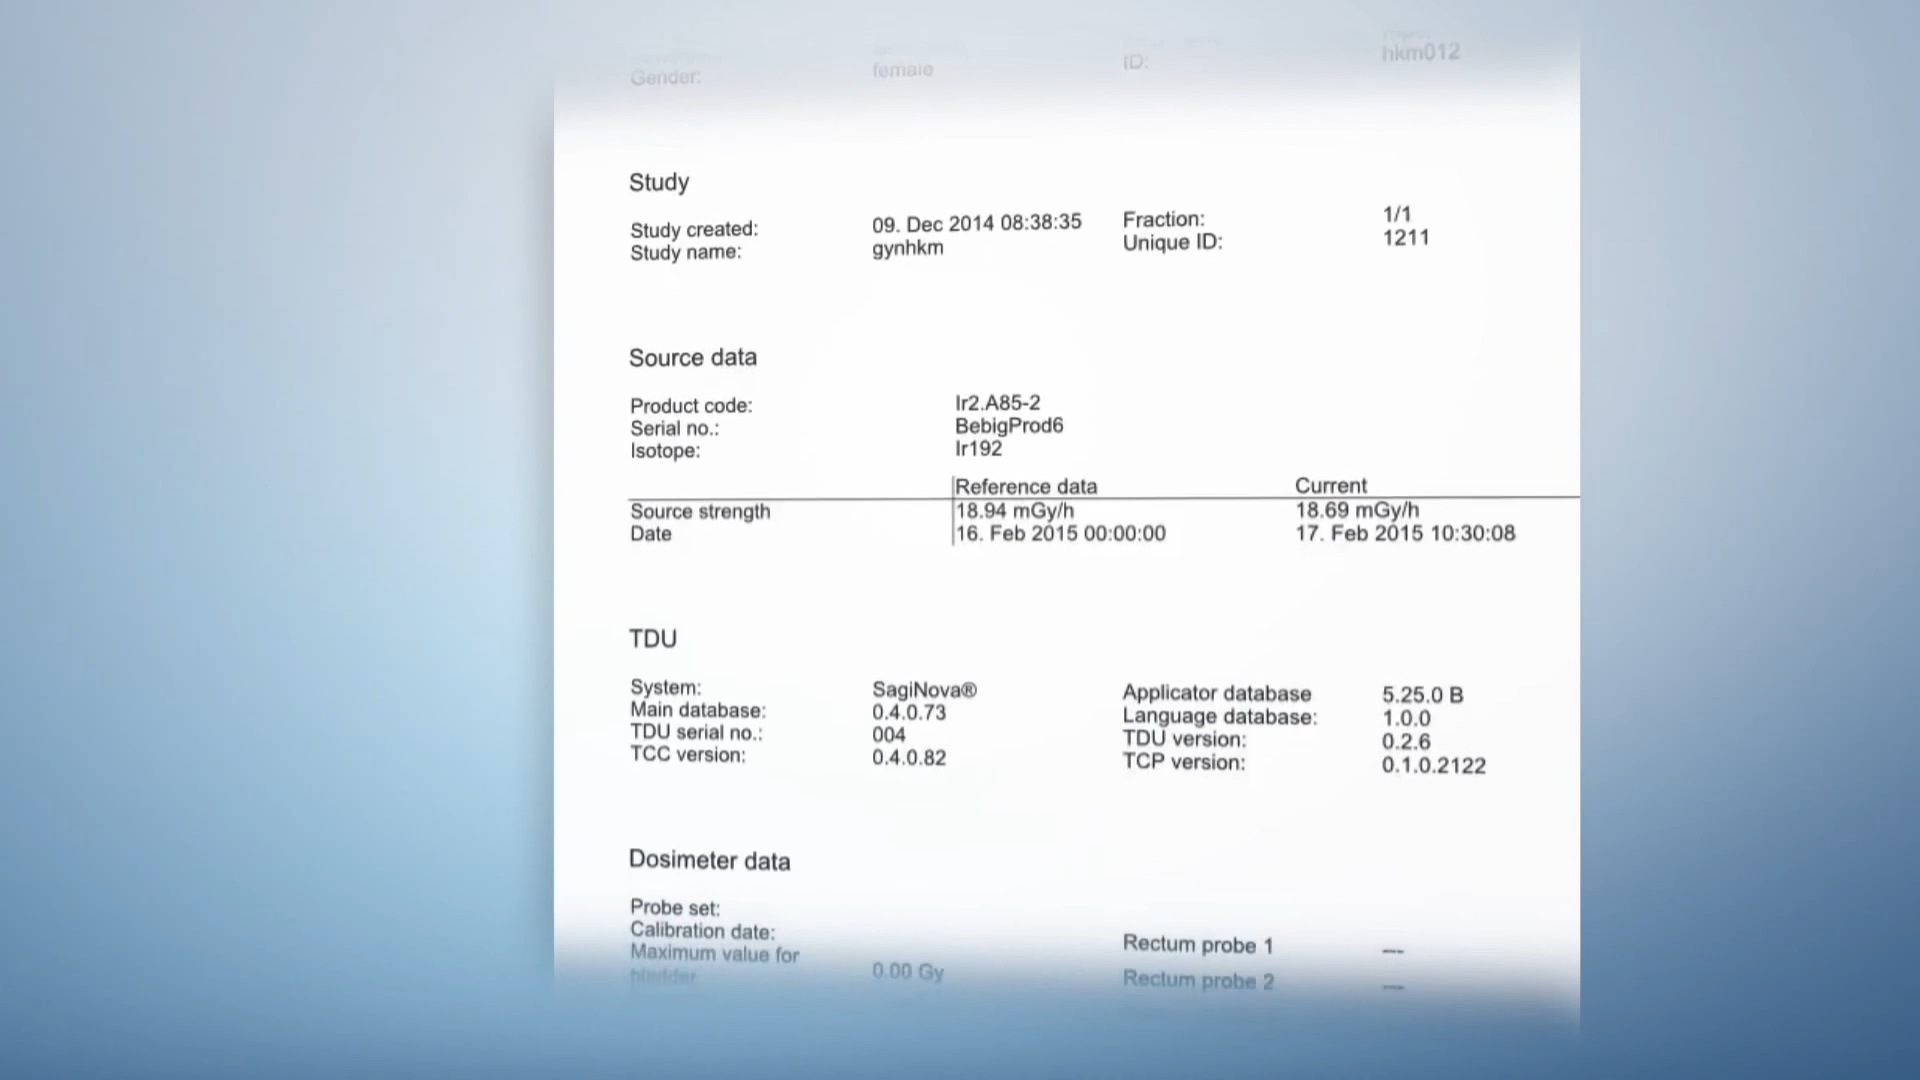 Gender: female ID: hkm012
Study
Study created: 09. Dec 2014 08:38:35 Fraction: 1/1
Study name: gynhkm Unique ID: 1211
Source data
Product code: Ir2.A85-2
Serial no.: BebigProd6
Isotope: Ir192
Reference data Current
Source strength 18.94 mGy/h 18.69 mGy/h
Date 16. Feb 2015 00:00:00 17. Feb 2015 10:30:08
TDU
System: SagiNova® Applicator database 5.25.0 B
Main database: 0.4.0.73 Language database: 1.0.0
TDU serial no.: 004 TDU version: 0.2.6
TCC version: 0.4.0.82 TCP version: 0.1.0.2122
Dosimeter data
Probe set:
Calibration date: Rectum probe 1 ---
Maximum value for
bladder 0.00 Gy Rectum probe 2 ---